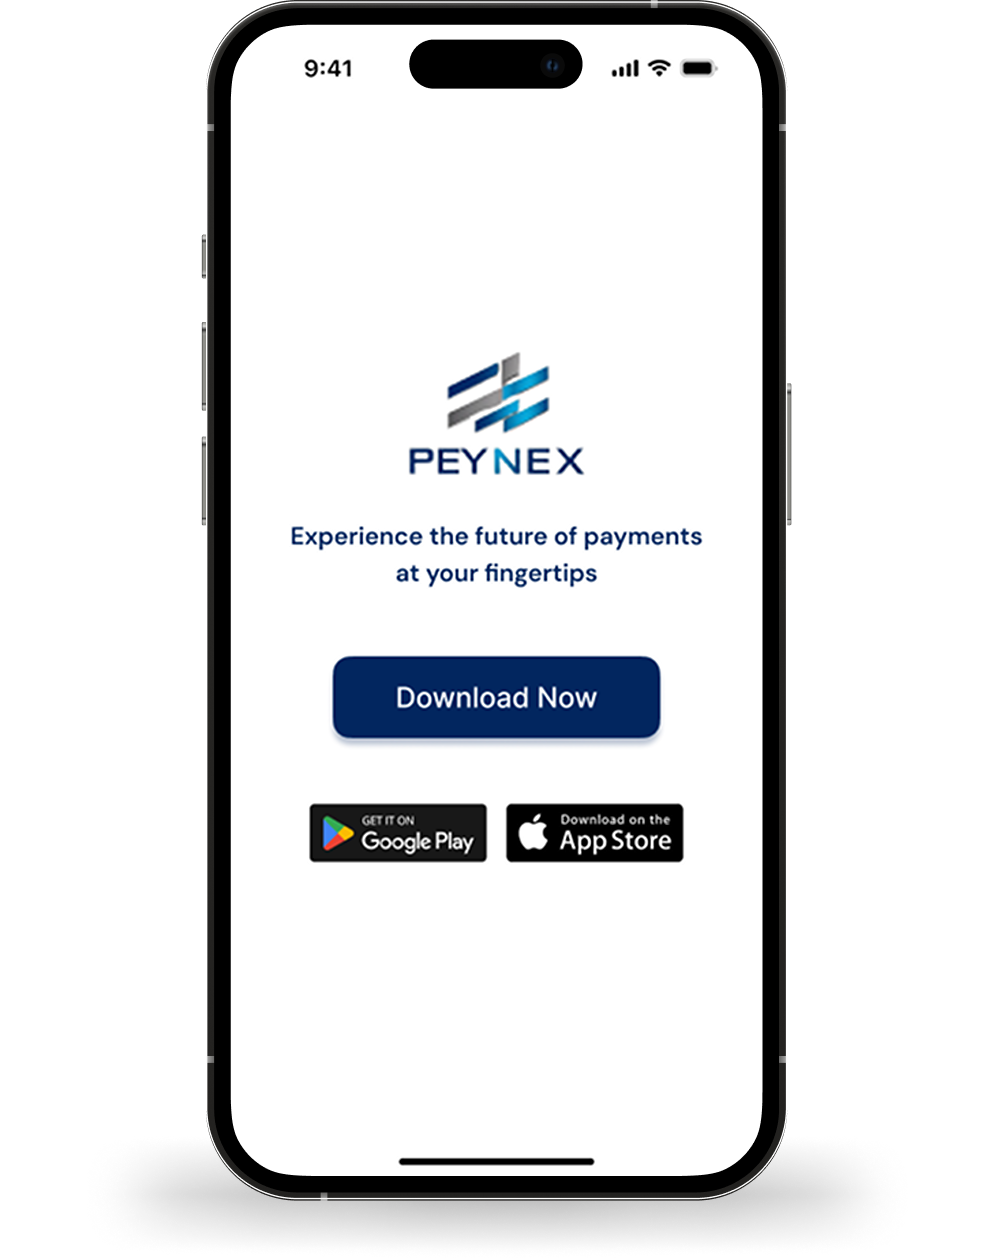 9:41
PEYNEX
Experience the future of payments
at your fingertips
Download Now
GET IT ON
Google Play
Download on the
App Store